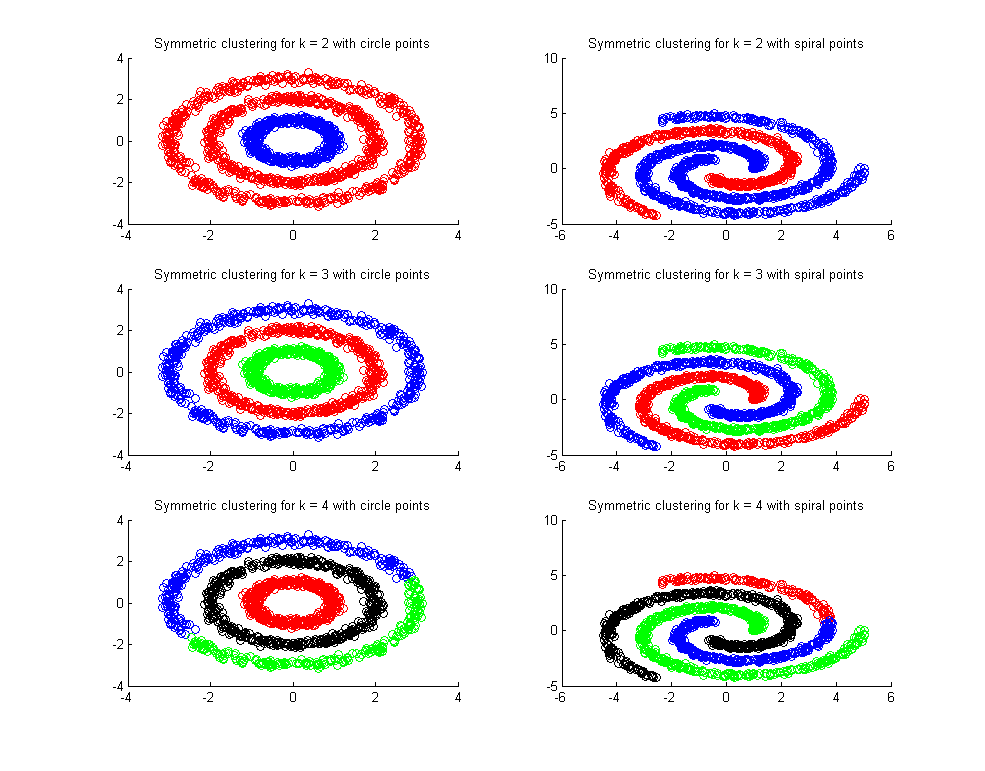 Symmetric clustering for k = 2 with circle points
4
2
0
-2
-4
-4 -2 0 2 4
Symmetric clustering for k = 2 with spiral points
10
5
0
-5
-6 -4 -2 0 2 4 6
Symmetric clustering for k = 3 with circle points
4
2
0
-2
-4
-4 -2 0 2 4
Symmetric clustering for k = 3 with spiral points
10
5
0
-5
-6 -4 -2 0 2 4 6
Symmetric clustering for k = 4 with circle points
4
2
0
-2
-4
-4 -2 0 2 4
Symmetric clustering for k = 4 with spiral points
10
5
0
-5
-6 -4 -2 0 2 4 6